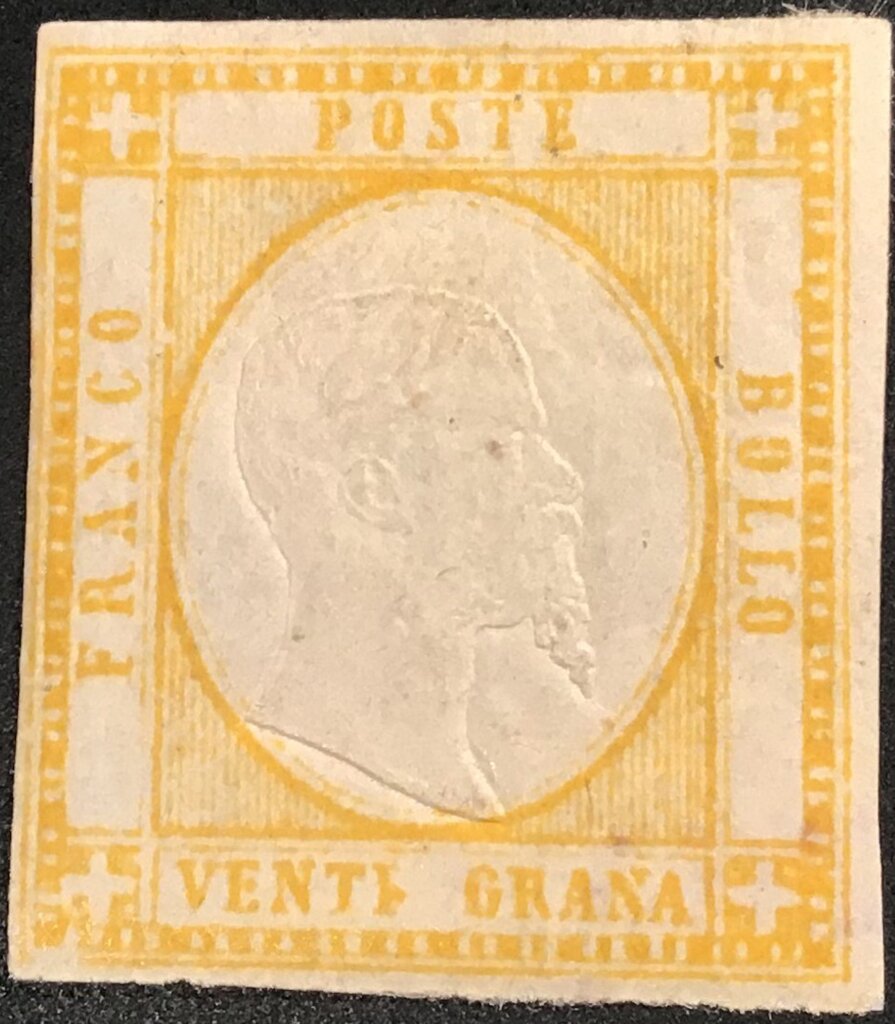 POSTE
FRANCO
BOLLO
VENTI GRANA